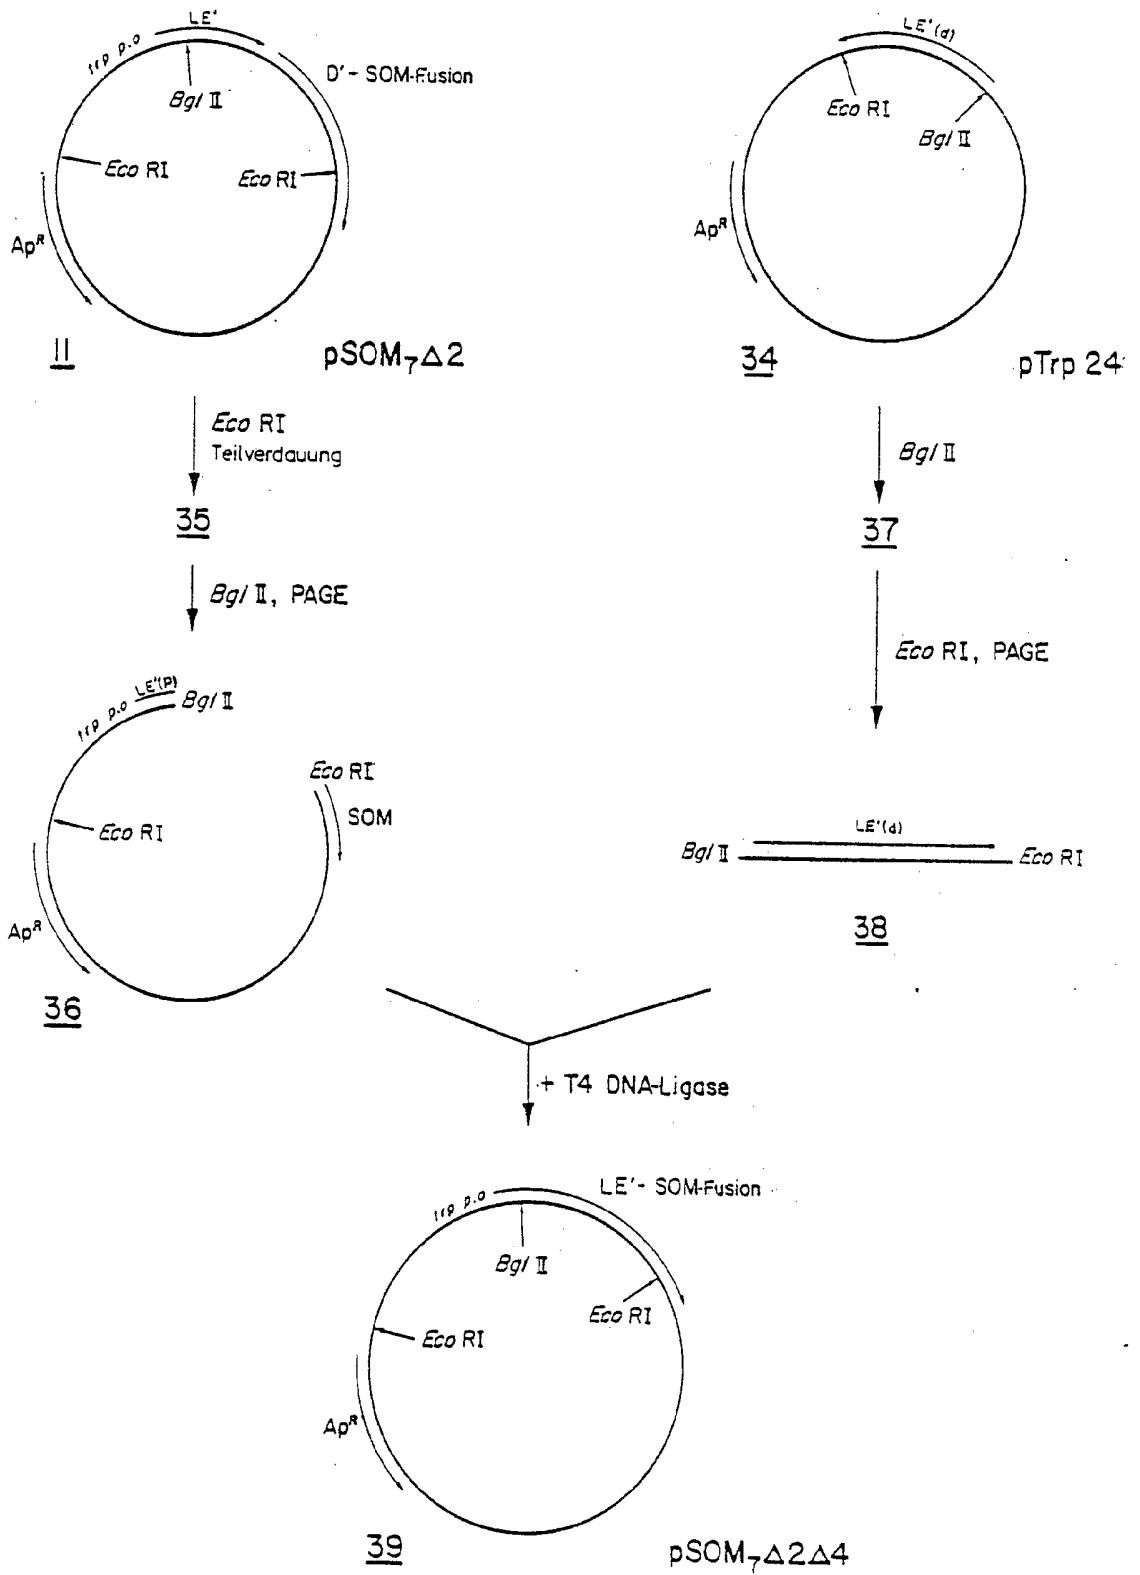 LE'
trp p.o
D'- SOM-Fusion
Bgl II
Eco RI
Eco RI
Ap^R
11
pSOM₇Δ2
LE'(d)
Eco RI
Bgl II
Ap^R
34
pTrp 24
Eco RI
Teilverdauung
35
Bgl II, PAGE
Bgl II
37
Eco RI, PAGE
LE'(p)
trp p.o
Bgl II
Eco RI
SOM
Eco RI
Ap^R
36
LE'(d)
Bgl II
Eco RI
38
+ T4 DNA-Ligase
LE'- SOM-Fusion
trp p.o
Bgl II
Eco RI
Eco RI
Ap^R
39
pSOM₇Δ2Δ4